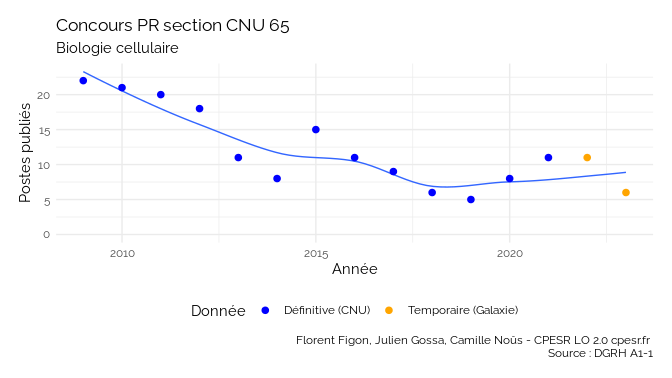 Concours PR section CNU 65
Biologie cellulaire
Postes publiés
20
15
10
5
0
2010
2015
2020
Année
Donnée
Définitive (CNU)
Temporaire (Galaxie)
Florent Figon, Julien Gossa, Camille Noûs - CPESR LO 2.0 cpesr.fr
Source : DGRH A1-1